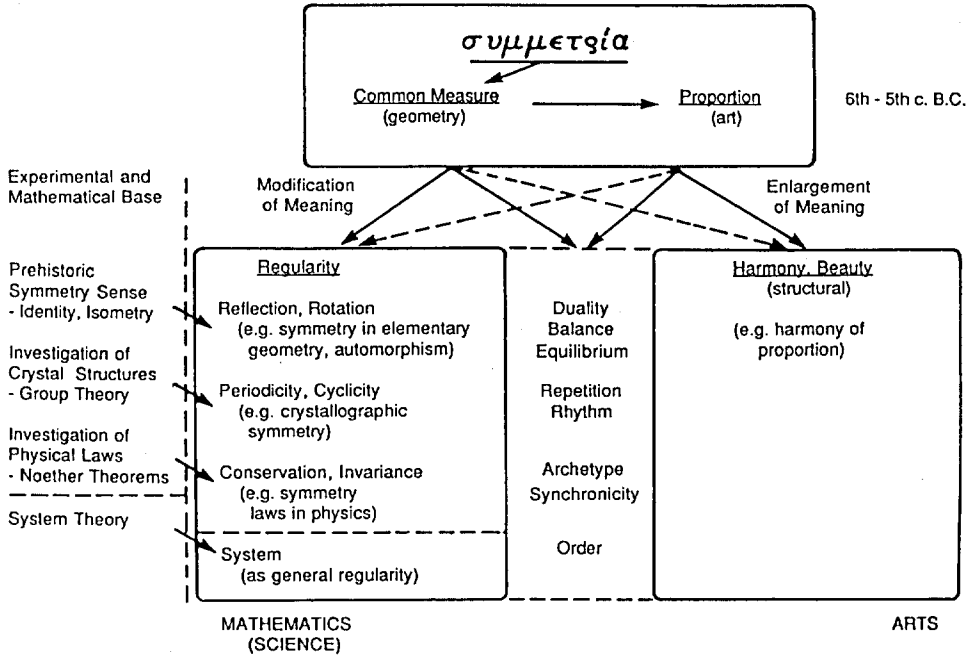 συμμετρία
Common Measure
(geometry)
Proportion
(art)
6th - 5th c. B.C.
Experimental and
Mathematical Base
Modification
of Meaning
Enlargement
of Meaning
Prehistoric
Symmetry Sense
- Identity, Isometry
Investigation of
Crystal Structures
- Group Theory
Investigation of
Physical Laws
- Noether Theorems
System Theory
Regularity
Reflection, Rotation
(e.g. symmetry in elementary
geometry, automorphism)
Periodicity, Cyclicity
(e.g. crystallographic
symmetry)
Conservation, Invariance
(e.g. symmetry
laws in physics)
System
(as general regularity)
Duality
Balance
Equilibrium
Repetition
Rhythm
Archetype
Synchronicity
Order
Harmony, Beauty
(structural)
(e.g. harmony of
proportion)
MATHEMATICS
(SCIENCE)
ARTS